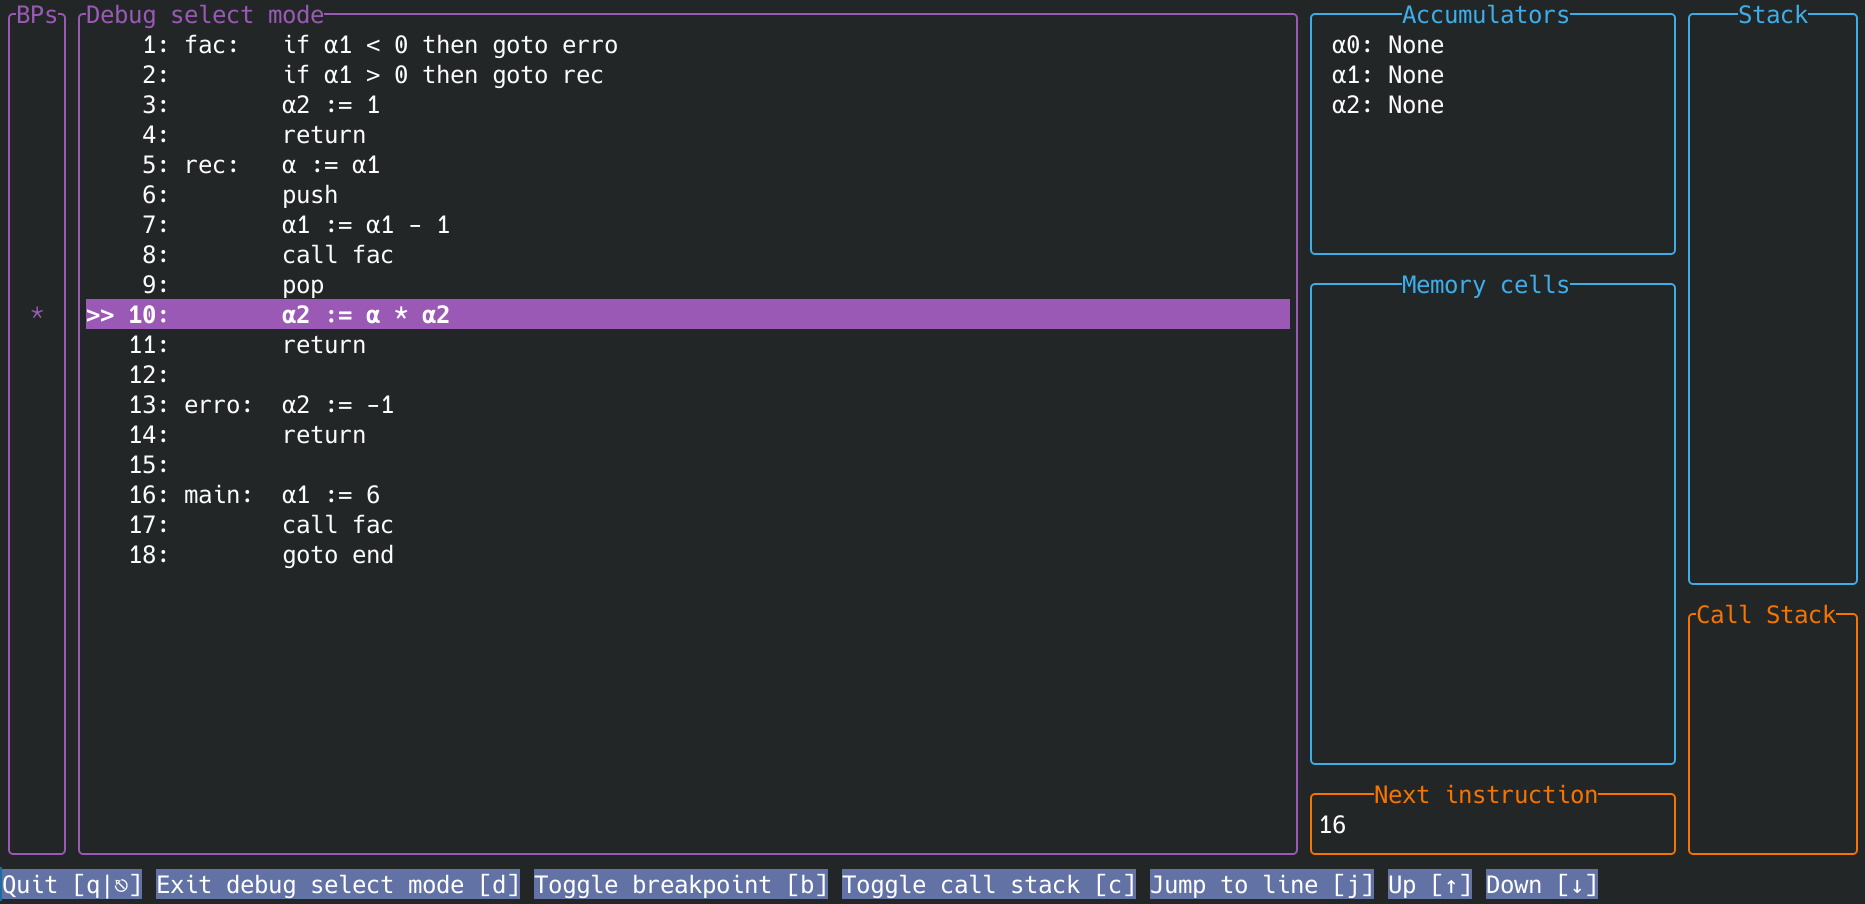 BPs
*
Debug select mode
1: fac: if α1 < 0 then goto erro
2: if α1 > 0 then goto rec
3: α2 := 1
4: return
5: rec: α := α1
6: push
7: α1 := α1 - 1
8: call fac
9: pop
>> 10: α2 := α * α2
11: return
12:
13: erro: α2 := -1
14: return
15:
16: main: α1 := 6
17: call fac
18: goto end
Accumulators
α0: None
α1: None
α2: None
Memory cells
Next instruction
16
Stack
Call Stack
Quit [q|⎋] Exit debug select mode [d] Toggle breakpoint [b] Toggle call stack [c] Jump to line [j] Up [↑] Down [↓]